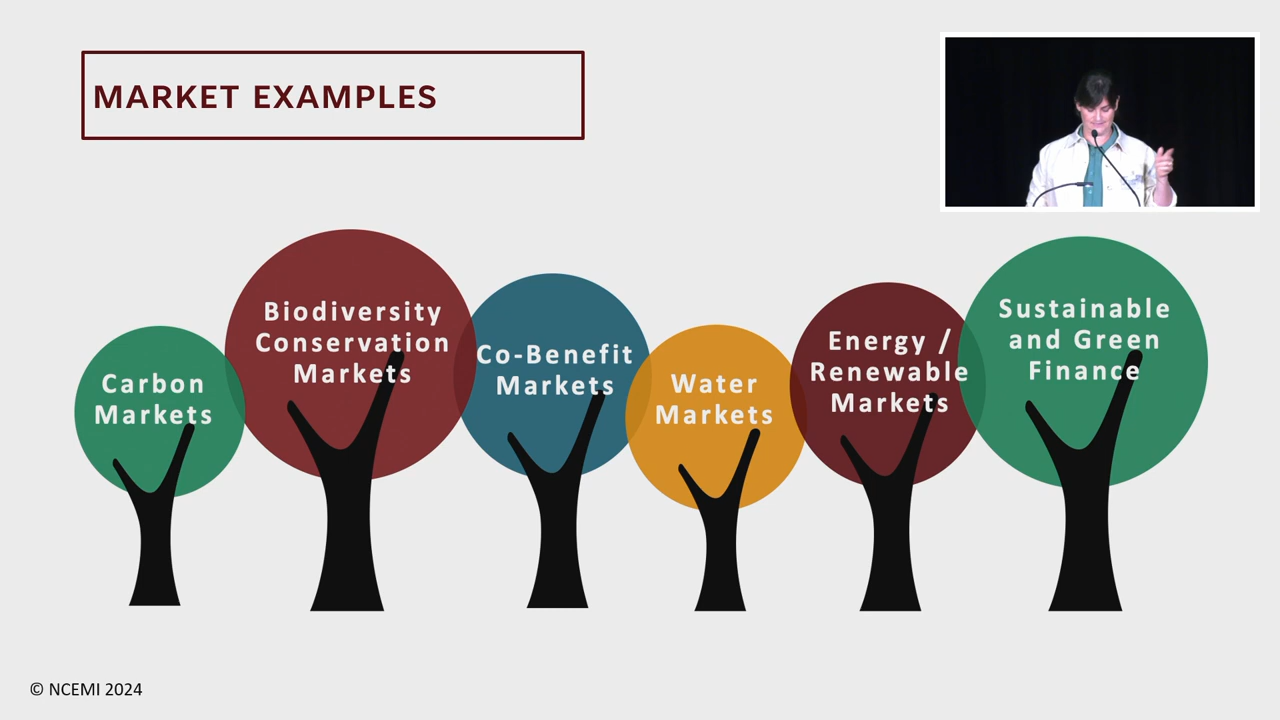 MARKET EXAMPLES
Carbon
Markets
Biodiversity
Conservation
Markets
Co-Benefit
Markets
Water
Markets
Energy /
Renewable
Markets
Sustainable
and Green
Finance
© NCEMI 2024